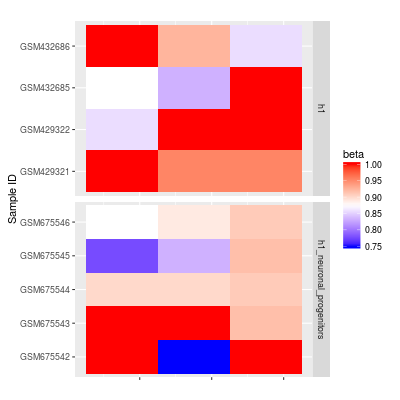 Sample ID
GSM432686
GSM432685
GSM429322
GSM429321
h1
GSM675546
GSM675545
GSM675544
GSM675543
GSM675542
h1_neuronal_progenitors
beta
1.00
0.95
0.90
0.85
0.80
0.75